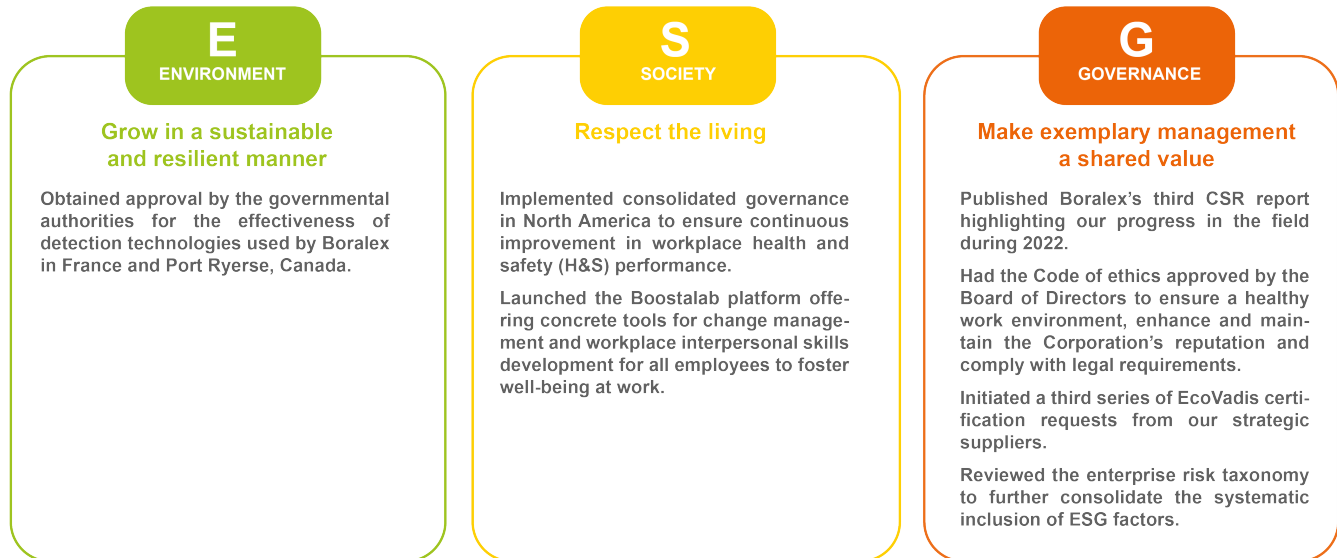 E
ENVIRONMENT
Grow in a sustainable
and resilient manner
Obtained approval by the governmental
authorities for the effectiveness of
detection technologies used by Boralex
in France and Port Ryerse, Canada.
S
SOCIETY
Respect the living
Implemented consolidated governance
in North America to ensure continuous
improvement in workplace health and
safety (H&S) performance.
Launched the Boostalab platform offe-
ring concrete tools for change manage-
ment and workplace interpersonal skills
development for all employees to foster
well-being at work.
G
GOVERNANCE
Make exemplary management
a shared value
Published Boralex’s third CSR report
highlighting our progress in the field
during 2022.
Had the Code of ethics approved by the
Board of Directors to ensure a healthy
work environment, enhance and main-
tain the Corporation’s reputation and
comply with legal requirements.
Initiated a third series of EcoVadis certi-
fication requests from our strategic
suppliers.
Reviewed the enterprise risk taxonomy
to further consolidate the systematic
inclusion of ESG factors.